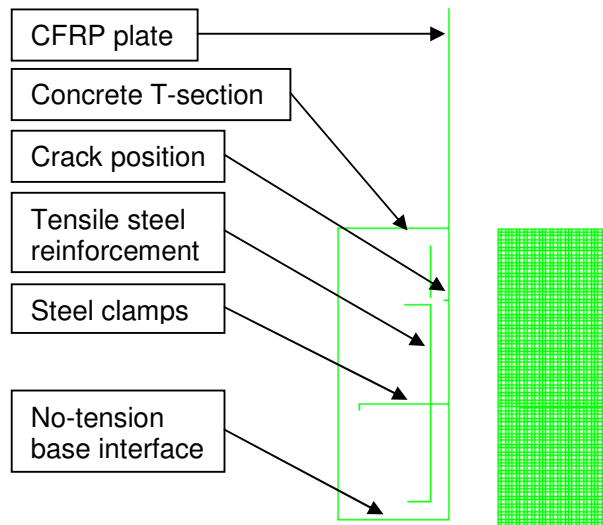 CFRP plate
Concrete T-section
Crack position
Tensile steel
reinforcement
Steel clamps
No-tension
base interface